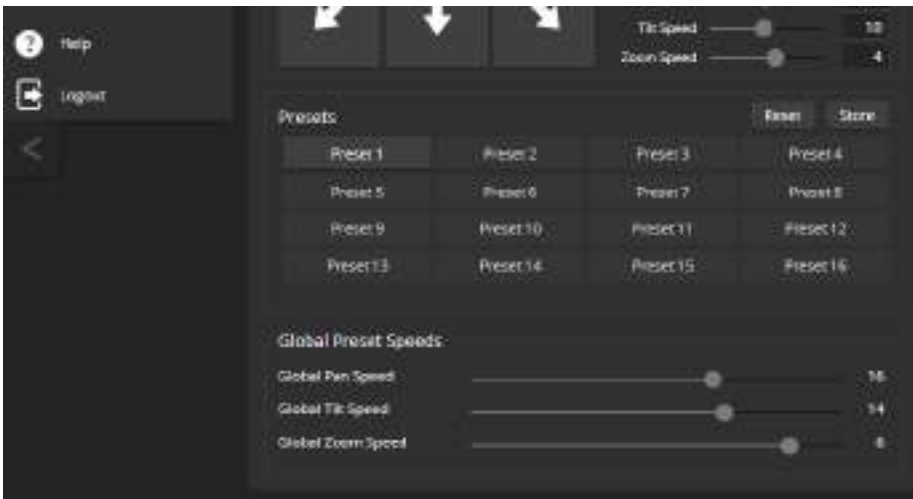 Tilt Speed 10
Help
Zoom Speed 4
Logout
Presets Reset Store
Preset 1 Preset 2 Preset 3 Preset 4
Preset 5 Preset 6 Preset 7 Preset 8
Preset 9 Preset 10 Preset 11 Preset 12
Preset 13 Preset 14 Preset 15 Preset 16
Global Preset Speeds
Global Pan Speed 16
Global Tilt Speed 14
Global Zoom Speed